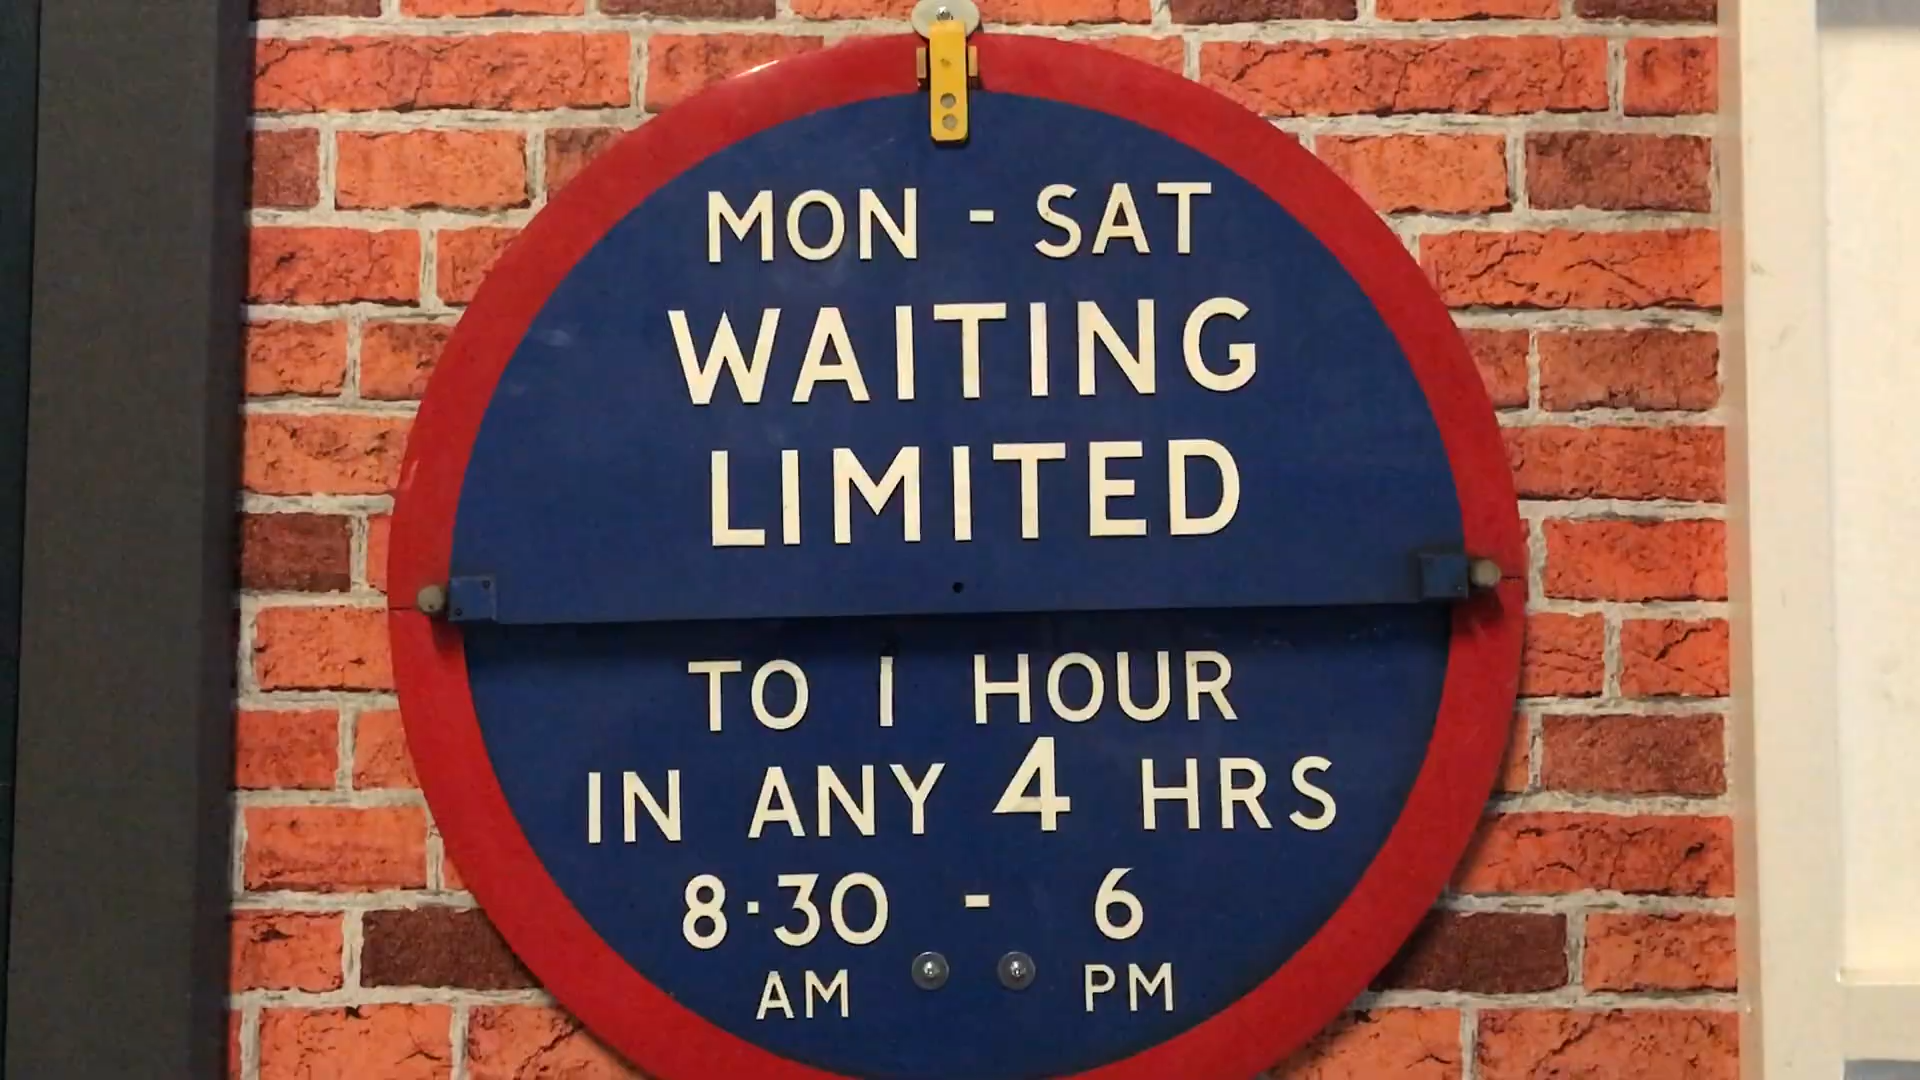 MON - SAT
WAITING
LIMITED
TO 1 HOUR
IN ANY 4 HRS
8·30 - 6
AM PM